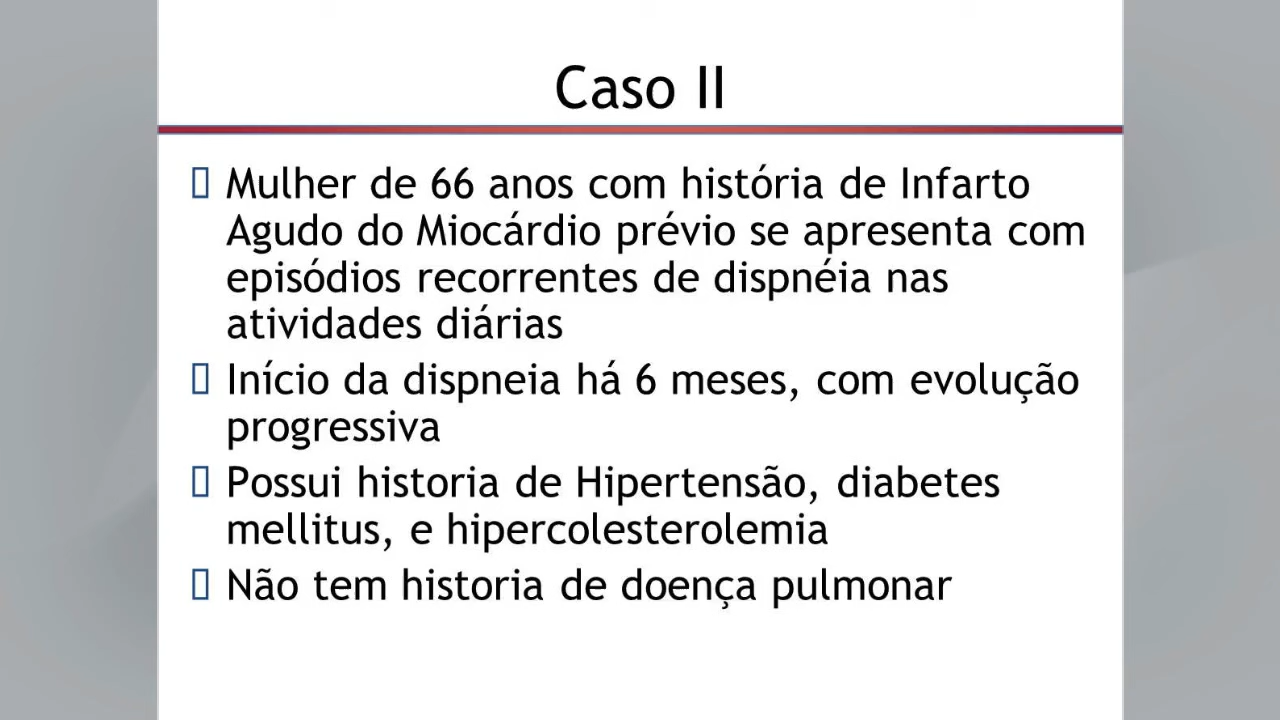 Caso II
Mulher de 66 anos com história de Infarto
Agudo do Miocárdio prévio se apresenta com
episódios recorrentes de dispnéia nas
atividades diárias
Início da dispneia há 6 meses, com evolução
progressiva
Possui historia de Hipertensão, diabetes
mellitus, e hipercolesterolemia
Não tem historia de doença pulmonar